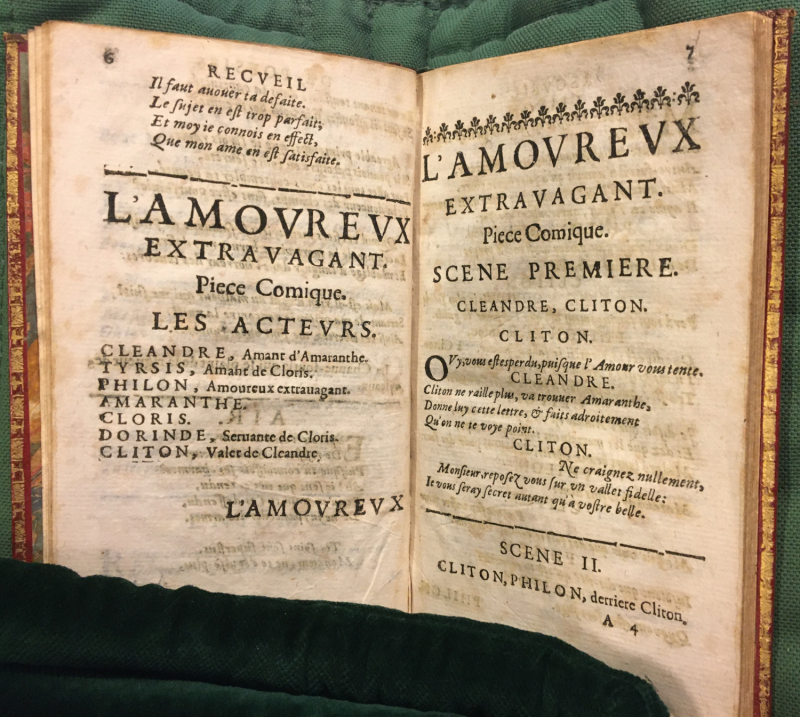 6
RECVEIL
Il faut auoüer ta defaite.
Le sujet en est trop parfait,
Et moy ie connois en effect,
Que mon ame en est satisfaite.
L'AMOVREVX
EXTRAVAGANT.
Piece Comique.
LES ACTEVRS.
CLEANDRE, Amant d'Amaranthe.
TYRSIS, Amant de Cloris.
PHILON, Amoureux extrauagant.
AMARANTHE.
CLORIS.
DORINDE, Seruante de Cloris.
CLITON, Valet de Cleandre.
L'AMOVREVX
7
L'AMOVREVX
EXTRAVAGANT.
Piece Comique.
SCENE PREMIERE.
CLEANDRE, CLITON.
CLITON.
OVy, vous estes perdu, puisque l'Amour vous tente.
CLEANDRE.
Cliton ne raille plus, va trouuer Amaranthe,
Donne luy cette lettre, & faits adroitement
Qu'on ne te voye point.
CLITON.
Ne craignez nullement,
Monsieur, reposez vous sur vn vallet fidelle:
Ie vous seray secret autant qu'à vostre belle.
SCENE II.
CLITON, PHILON, derriere Cliton.
A 4